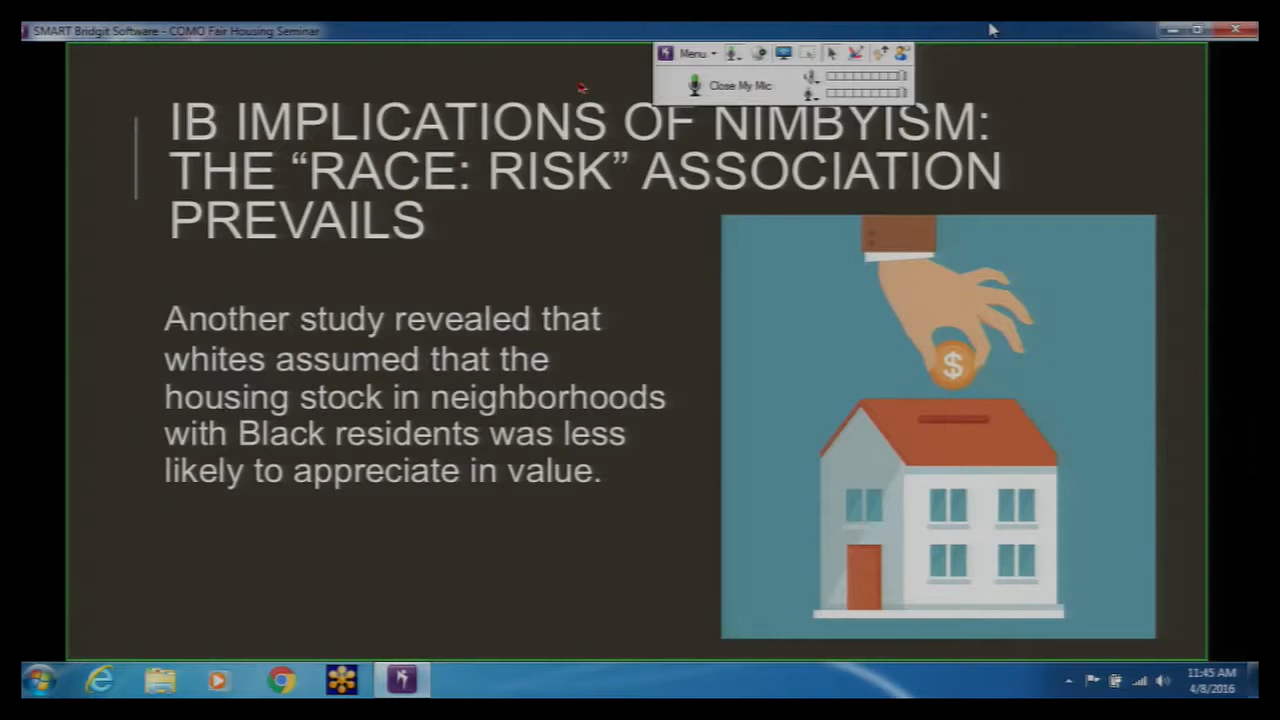 SMART Bridgit Software - COMO Fair Housing Seminar
Menu
Close My Mic
IB IMPLICATIONS OF NIMBYISM:
THE “RACE: RISK” ASSOCIATION
PREVAILS
Another study revealed that
whites assumed that the
housing stock in neighborhoods
with Black residents was less
likely to appreciate in value.
$
11:45 AM
4/8/2016